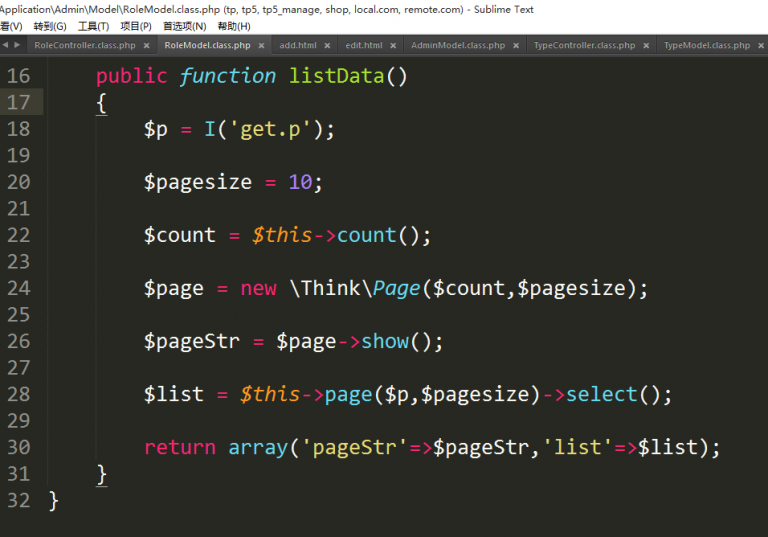 Application\Admin\Model\RoleModel.class.php (tp, tp5, tp5_manage, shop, local.com, remote.com) - Sublime Text
看(V) 转到(G) 工具(T) 项目(P) 首选项(N) 帮助(H)
RoleController.class.php × RoleModel.class.php × add.html × edit.html × AdminModel.class.php × TypeController.class.php × TypeModel.class.php ×
16 public function listData()
17 {
18 $p = I('get.p');
19
20 $pagesize = 10;
21
22 $count = $this->count();
23
24 $page = new \Think\Page($count,$pagesize);
25
26 $pageStr = $page->show();
27
28 $list = $this->page($p,$pagesize)->select();
29
30 return array('pageStr'=>$pageStr,'list'=>$list);
31 }
32 }